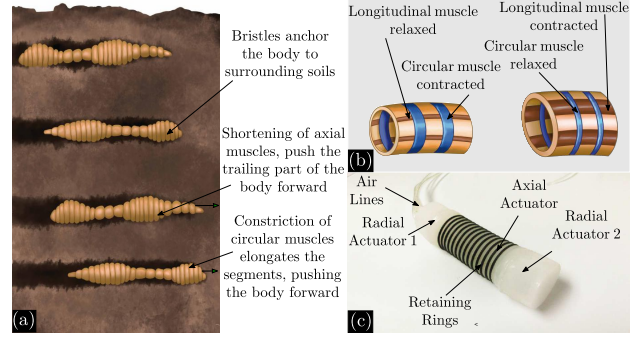 Bristles anchor
the body to
surrounding soils
Shortening of axial
muscles, push the
trailing part of the
body forward
Constriction of
circular muscles
elongates the
segments, pushing
the body forward
(a)
Longitudinal muscle
relaxed
Longitudinal muscle
contracted
Circular muscle
relaxed
Circular muscle
contracted
(b)
Air
Lines
Axial
Actuator
Radial
Actuator 1
Radial
Actuator 2
Retaining
Rings
(c)